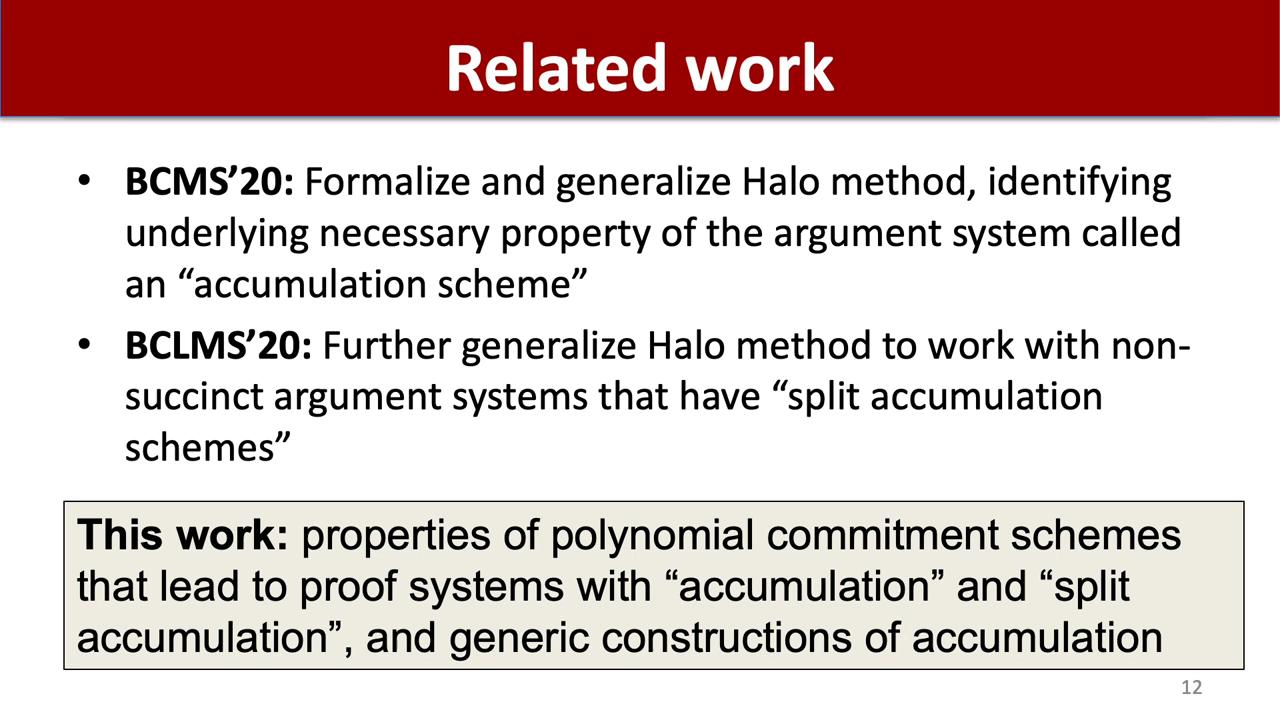 Related work
• BCMS’20: Formalize and generalize Halo method, identifying
underlying necessary property of the argument system called
an “accumulation scheme”
• BCLMS’20: Further generalize Halo method to work with non-
succinct argument systems that have “split accumulation
schemes”
This work: properties of polynomial commitment schemes
that lead to proof systems with “accumulation” and “split
accumulation”, and generic constructions of accumulation
12